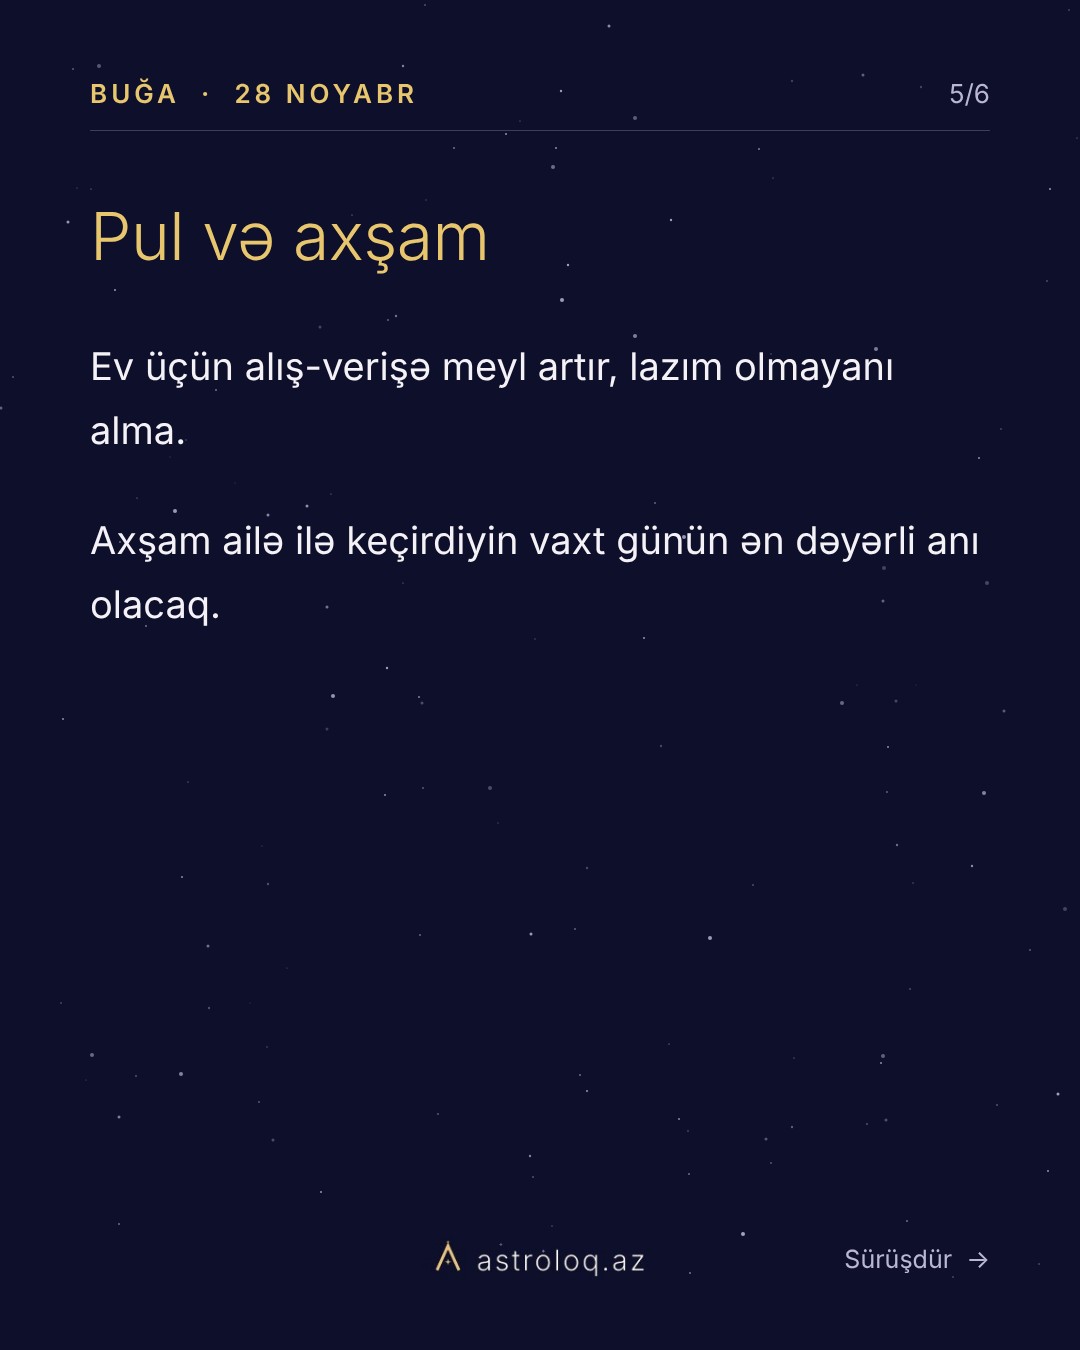 BUĞA · 28 NOYABR
5/6
Pul və axşam
Ev üçün alış-verişə meyl artır, lazım olmayanı
alma.
Axşam ailə ilə keçirdiyin vaxt günün ən dəyərli anı
olacaq.
astroloq.az
Sürüşdür →